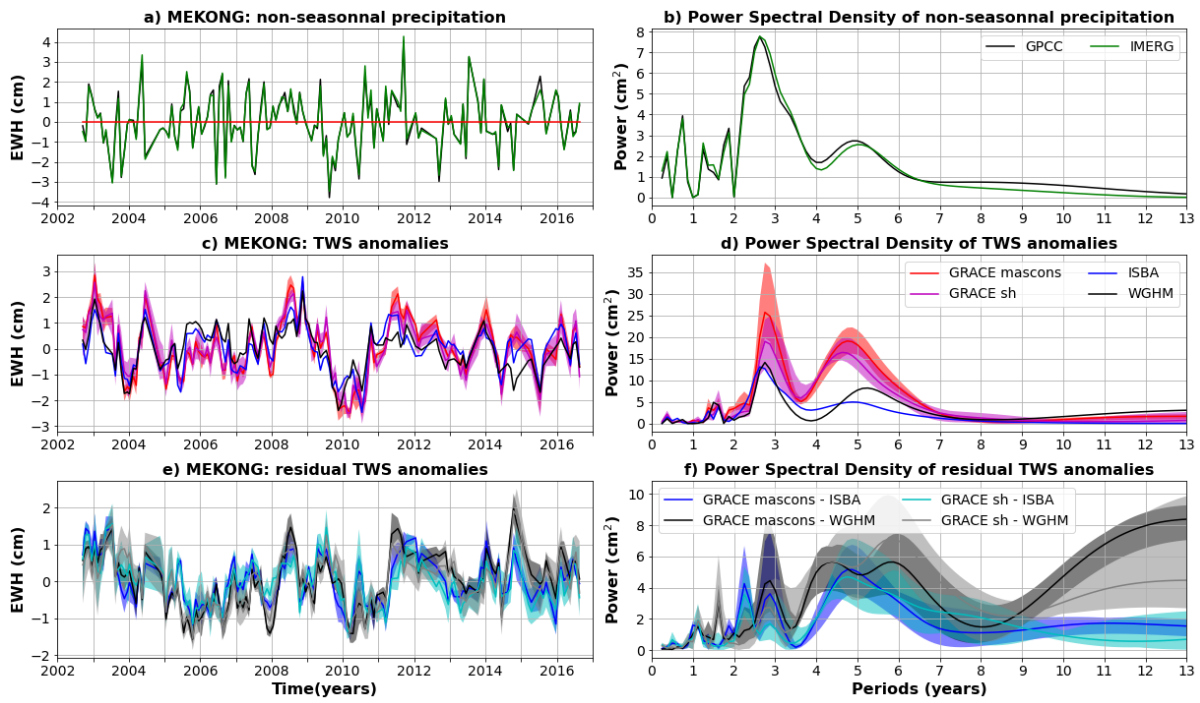 a) MEKONG: non-seasonnal precipitation
EWH (cm)
4
3
2
1
0
−1
−2
−3
−4
2002 2004 2006 2008 2010 2012 2014 2016
b) Power Spectral Density of non-seasonnal precipitation
GPCC IMERG
Power (cm²)
8
7
6
5
4
3
2
1
0
0 1 2 3 4 5 6 7 8 9 10 11 12 13
c) MEKONG: TWS anomalies
EWH (cm)
3
2
1
0
−1
−2
−3
2002 2004 2006 2008 2010 2012 2014 2016
d) Power Spectral Density of TWS anomalies
GRACE mascons ISBA
GRACE sh WGHM
Power (cm²)
35
30
25
20
15
10
5
0
0 1 2 3 4 5 6 7 8 9 10 11 12 13
e) MEKONG: residual TWS anomalies
EWH (cm)
2
1
0
−1
−2
2002 2004 2006 2008 2010 2012 2014 2016
Time(years)
f) Power Spectral Density of residual TWS anomalies
GRACE mascons - ISBA GRACE sh - ISBA
GRACE mascons - WGHM GRACE sh - WGHM
Power (cm²)
10
8
6
4
2
0
0 1 2 3 4 5 6 7 8 9 10 11 12 13
Periods (years)